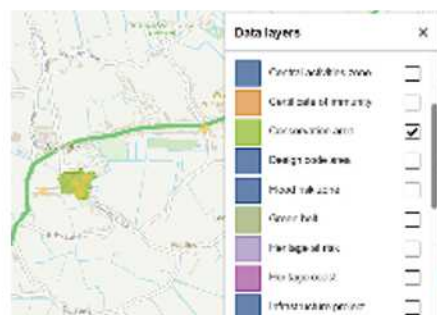 Data layers
Central activities zone
Certificate of immunity
Conservation area
Design code area
Flood risk zone
Green belt
Heritage at risk
Heritage coast
Infrastructure project